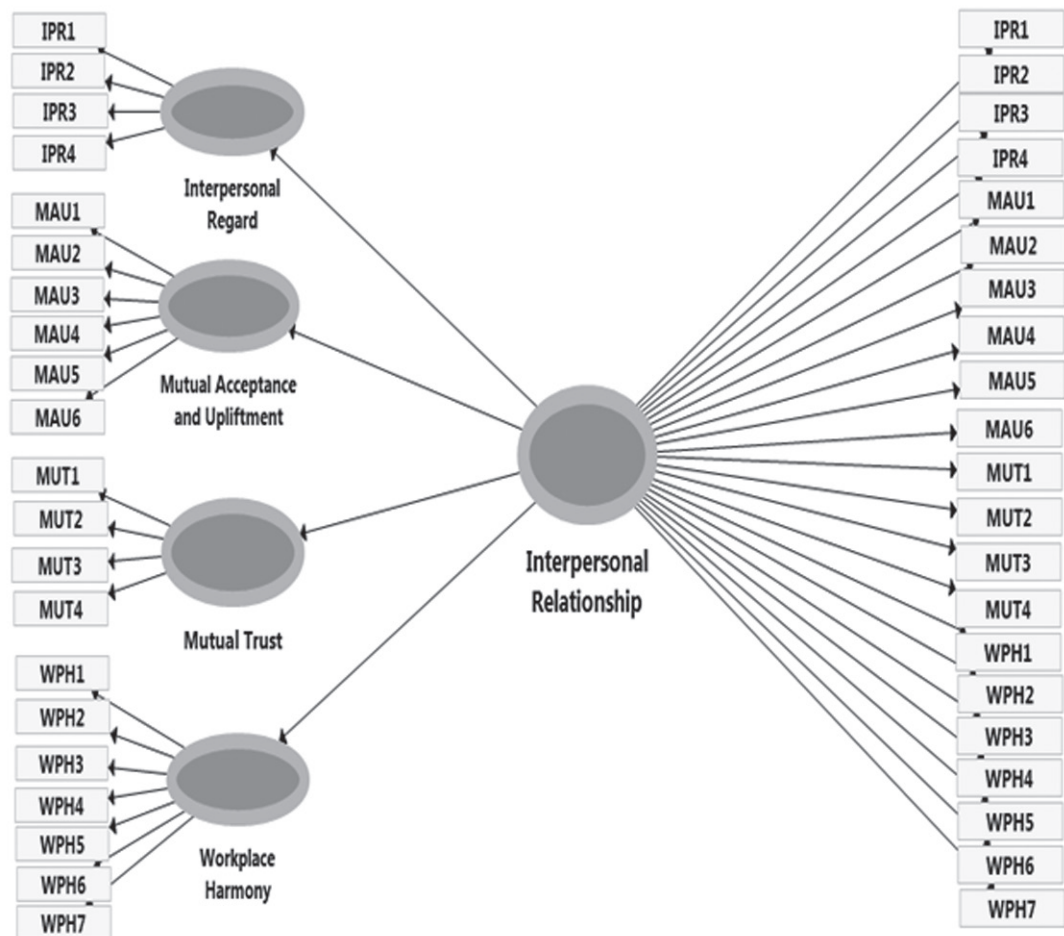 IPR1
IPR2
IPR3
IPR4
Interpersonal
Regard
MAU1
MAU2
MAU3
MAU4
MAU5
MAU6
Mutual Acceptance
and Upliftment
MUT1
MUT2
MUT3
MUT4
Mutual Trust
WPH1
WPH2
WPH3
WPH4
WPH5
WPH6
WPH7
Workplace
Harmony
Interpersonal
Relationship
IPR1
IPR2
IPR3
IPR4
MAU1
MAU2
MAU3
MAU4
MAU5
MAU6
MUT1
MUT2
MUT3
MUT4
WPH1
WPH2
WPH3
WPH4
WPH5
WPH6
WPH7